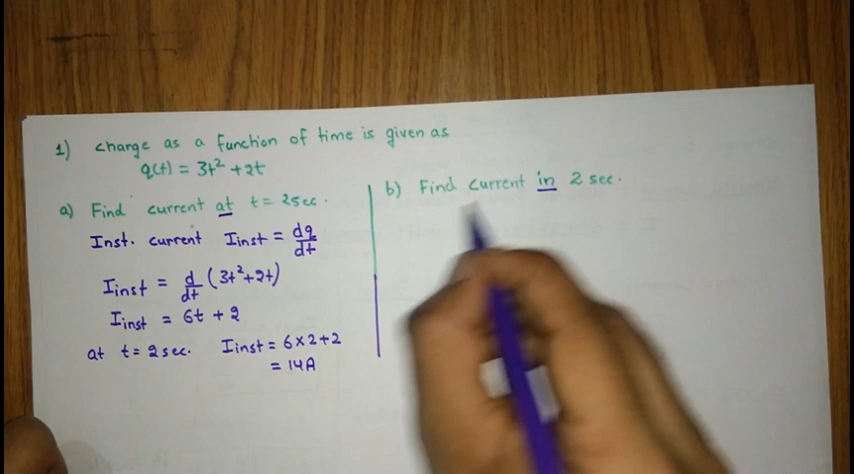 1) Charge as a function of time is given as
q(t) = 3t² + 2t
a) Find current at t = 2sec.
Inst. current Iinst = dq/dt
Iinst = d/dt (3t² + 2t)
Iinst = 6t + 2
at t = 2sec. Iinst = 6 × 2 + 2
= 14A
b) Find current in 2 sec.